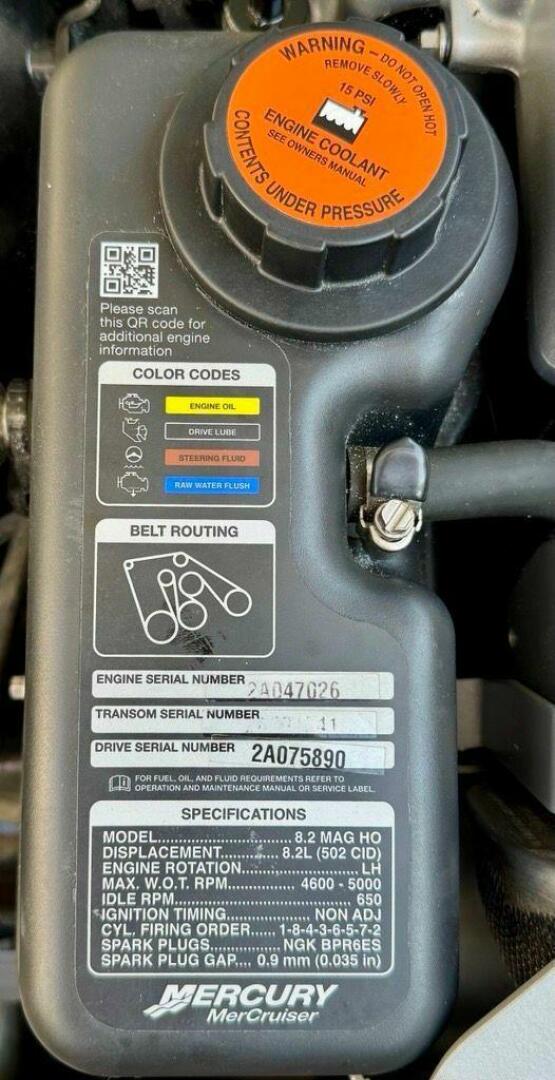 WARNING – DO NOT OPEN HOT
REMOVE SLOWLY
15 PSI
ENGINE COOLANT
SEE OWNERS MANUAL
CONTENTS UNDER PRESSURE
Please scan
this QR code for
additional engine
information
COLOR CODES
ENGINE OIL
DRIVE LUBE
STEERING FLUID
RAW WATER FLUSH
BELT ROUTING
ENGINE SERIAL NUMBER 2A047026
TRANSOM SERIAL NUMBER
DRIVE SERIAL NUMBER 2A075890
FOR FUEL, OIL, AND FLUID REQUIREMENTS REFER TO
OPERATION AND MAINTENANCE MANUAL OR SERVICE LABEL.
SPECIFICATIONS
MODEL................................ 8.2 MAG HO
DISPLACEMENT............. 8.2L (502 CID)
ENGINE ROTATION..................... LH
MAX. W.O.T. RPM........... 4600 - 5000
IDLE RPM................................... 650
IGNITION TIMING............... NON ADJ
CYL. FIRING ORDER...... 1-8-4-3-6-5-7-2
SPARK PLUGS............. NGK BPR6ES
SPARK PLUG GAP.... 0.9 mm (0.035 in)
MERCURY
MerCruiser